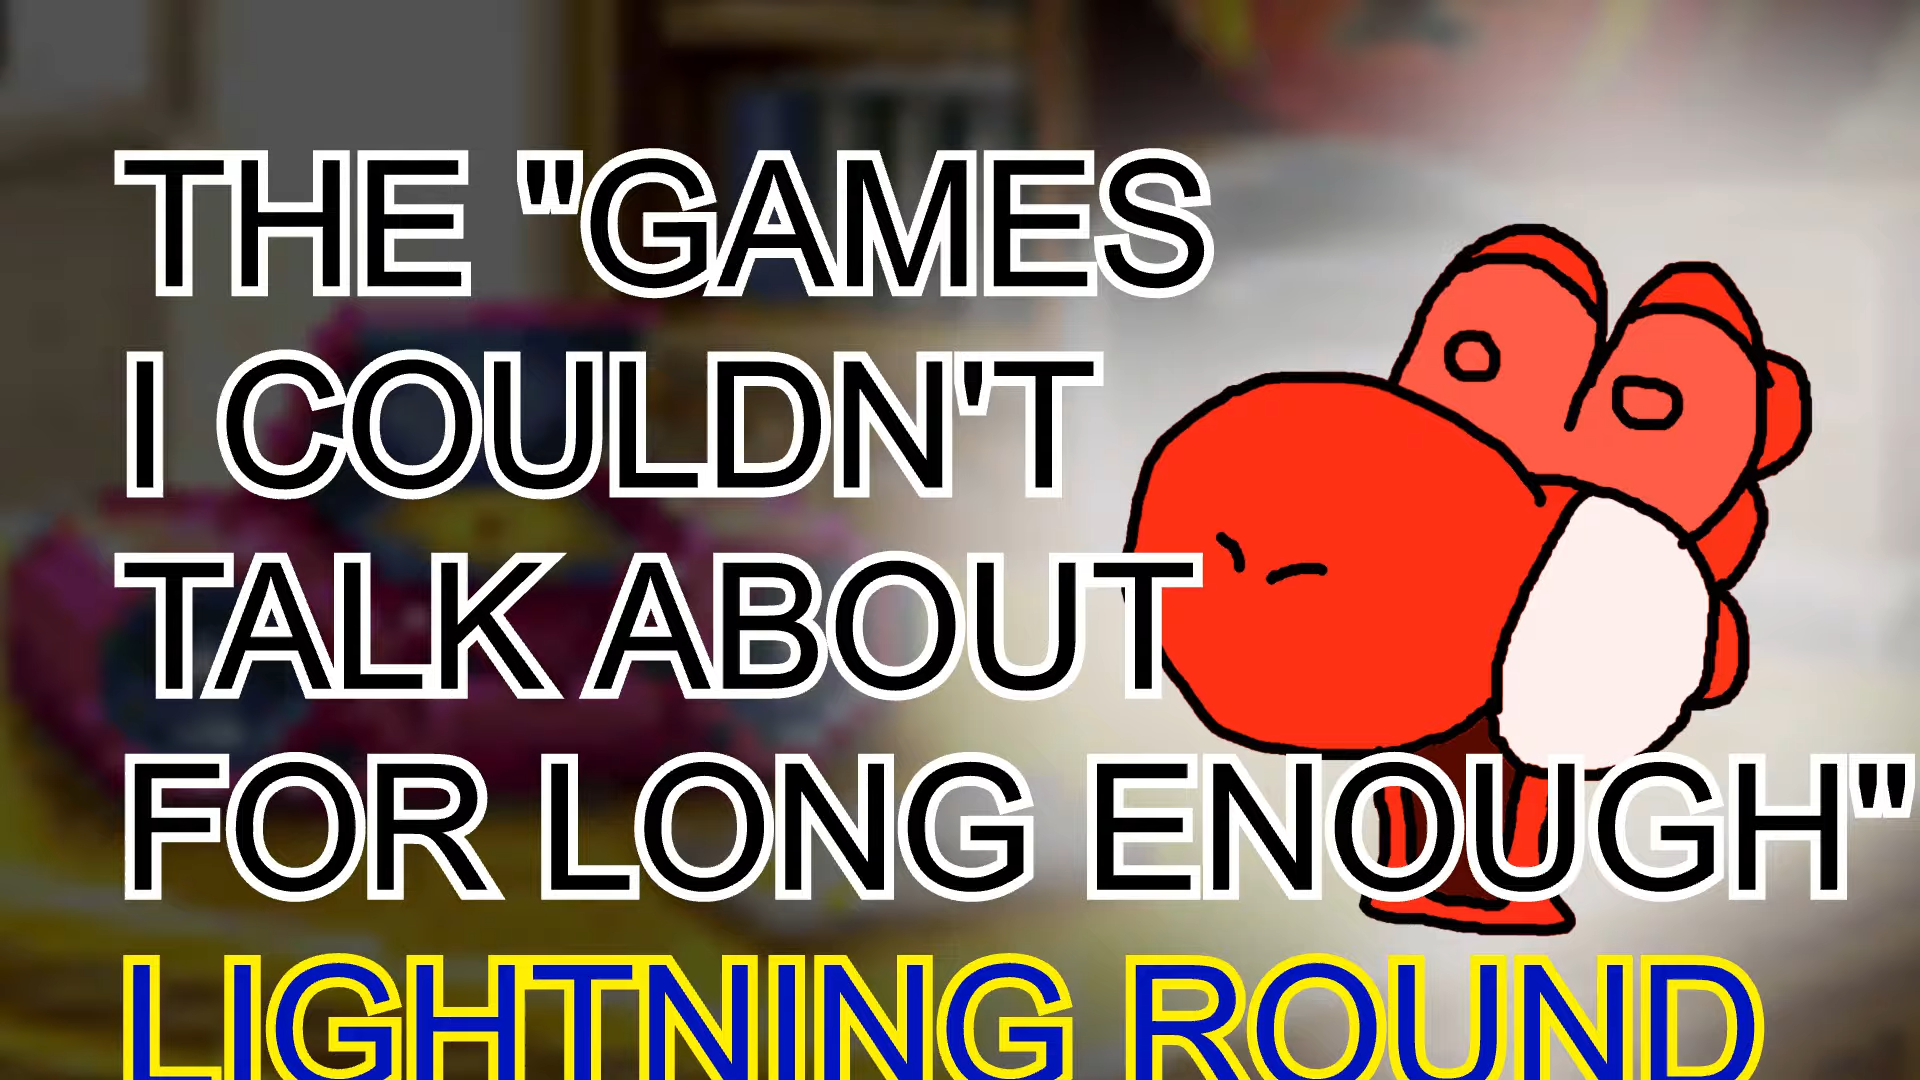 THE "GAMES
I COULDN'T
TALK ABOUT
FOR LONG ENOUGH"
LIGHTNING ROUND